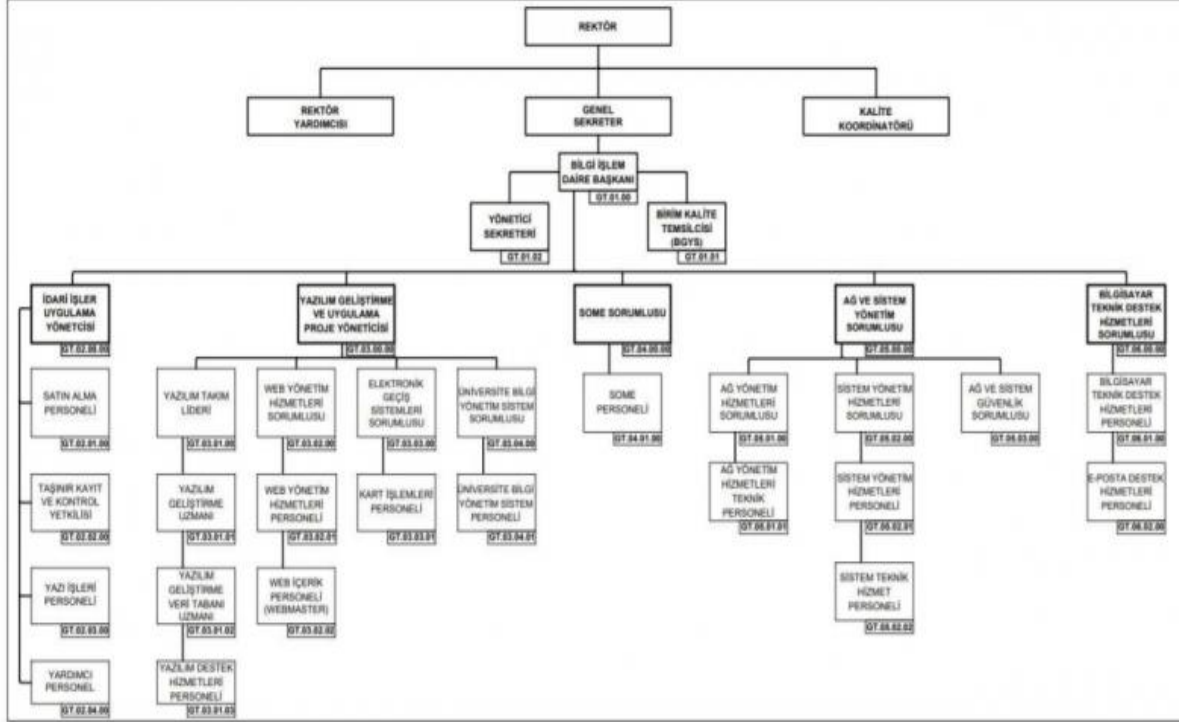 REKTÖR
REKTÖR
YARDIMCISI
GENEL
SEKRETER
KALİTE
KOORDİNATÖRÜ
BİLGİ İŞLEM
DAİRE BAŞKANI
GT.01.00
YÖNETİCİ
SEKRETERİ
GT.01.02
BİRİM KALİTE
TEMSİLCİSİ
(BGYS)
GT.01.01
İDARİ İŞLER
UYGULAMA
YÖNETCİSİ
GT.02.00.00
YAZILIM GELİŞTİRME
VE UYGULAMA
PROJE YÖNETİCİSİ
GT.03.00.00
SOME SORUMLUSU
GT.04.00.00
AĞ VE SİSTEM
YÖNETİM
SORUMLUSU
GT.05.00.00
BİLGİSAYAR
TEKNİK DESTEK
HİZMETLERİ
SORUMLUSU
GT.06.00.00
SATIN ALMA
PERSONELİ
GT.02.01.00
YAZILIM TAKIM
LİDERİ
GT.03.01.00
WEB YÖNETİM
HİZMETLERİ
SORUMLUSU
GT.03.02.00
ELEKTRONİK
GEÇİŞ
SİSTEMLERİ
SORUMLUSU
GT.03.03.00
ÜNİVERSİTE BİLGİ
YÖNETİM SİSTEM
SORUMLUSU
GT.03.04.00
SOME
PERSONELİ
GT.04.01.00
AĞ YÖNETİM
HİZMETLERİ
SORUMLUSU
GT.05.01.00
SİSTEM YÖNETİM
HİZMETLERİ
SORUMLUSU
GT.05.02.00
AĞ VE SİSTEM
GÜVENLİK
SORUMLUSU
GT.05.03.00
BİLGİSAYAR
TEKNİK DESTEK
HİZMETLERİ
PERSONELİ
GT.06.01.00
TAŞINIR KAYIT
VE KONTROL
YETKİLİSİ
GT.02.02.00
YAZILIM
GELİŞTİRME
UZMANI
GT.03.01.01
WEB YÖNETİM
HİZMETLERİ
PERSONELİ
GT.03.02.01
KART İŞLEMLERİ
PERSONELİ
GT.03.03.01
ÜNİVERSİTE BİLGİ
YÖNETİM SİSTEM
PERSONELİ
GT.03.04.01
AĞ YÖNETİM
HİZMETLERİ
TEKNİK
PERSONELİ
GT.05.01.01
SİSTEM YÖNETİM
HİZMETLERİ
PERSONELİ
GT.05.02.01
E-POSTA DESTEK
HİZMETLERİ
PERSONELİ
GT.06.02.00
YAZI İŞLERİ
PERSONELİ
GT.02.03.00
YAZILIM
GELİŞTİRME
VERİ TABANI
UZMANI
GT.03.01.02
WEB İÇERİK
PERSONELİ
(WEBMASTER)
GT.03.02.02
SİSTEM TEKNİK
HİZMET
PERSONELİ
GT.05.02.02
YARDIMCI
PERSONEL
GT.02.04.00
YAZILIM DESTEK
HİZMETLERİ
PERSONELİ
GT.03.01.03